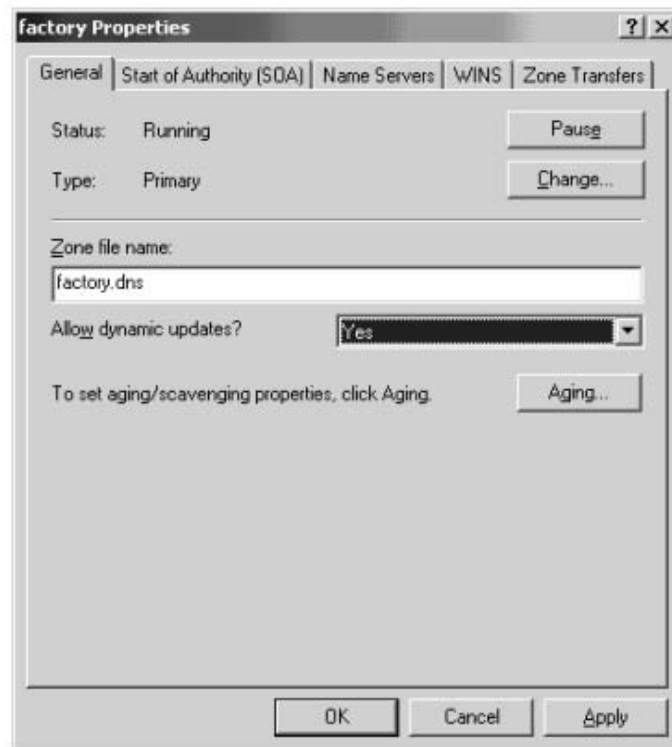 factory Properties
? X
General Start of Authority (SOA) Name Servers WINS Zone Transfers
Status: Running Pause
Type: Primary Change...
Zone file name:
factory.dns
Allow dynamic updates? Yes
To set aging/scavenging properties, click Aging. Aging...
OK Cancel Apply